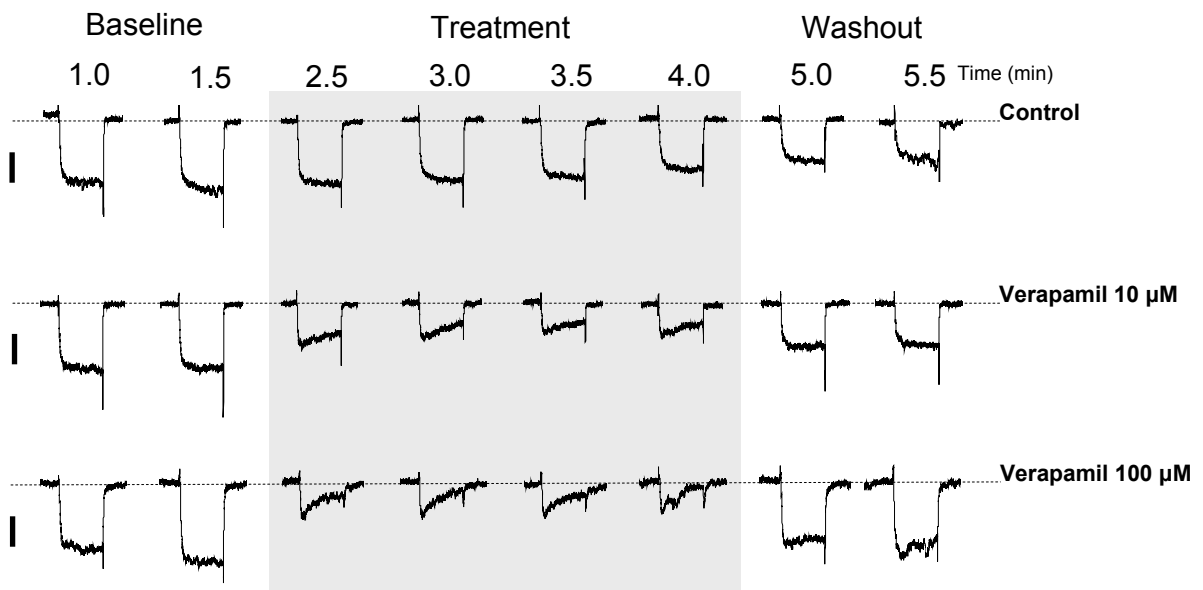 Baseline Treatment Washout
1.0 1.5 2.5 3.0 3.5 4.0 5.0 5.5 Time (min)
Control
Verapamil 10 µM
Verapamil 100 µM